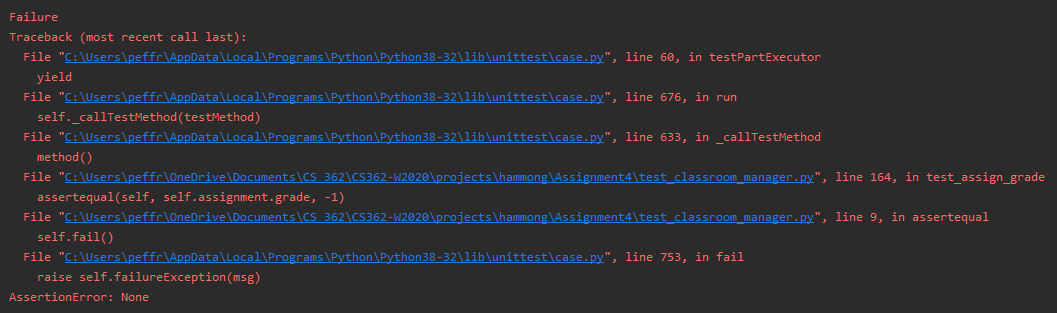 Failure
Traceback (most recent call last):
  File "C:\Users\peffr\AppData\Local\Programs\Python\Python38-32\lib\unittest\case.py", line 60, in testPartExecutor
    yield
  File "C:\Users\peffr\AppData\Local\Programs\Python\Python38-32\lib\unittest\case.py", line 676, in run
    self._callTestMethod(testMethod)
  File "C:\Users\peffr\AppData\Local\Programs\Python\Python38-32\lib\unittest\case.py", line 633, in _callTestMethod
    method()
  File "C:\Users\peffr\OneDrive\Documents\CS 362\CS362-W2020\projects\hammong\Assignment4\test_classroom_manager.py", line 164, in test_assign_grade
    assertequal(self, self.assignment.grade, -1)
  File "C:\Users\peffr\OneDrive\Documents\CS 362\CS362-W2020\projects\hammong\Assignment4\test_classroom_manager.py", line 9, in assertequal
    self.fail()
  File "C:\Users\peffr\AppData\Local\Programs\Python\Python38-32\lib\unittest\case.py", line 753, in fail
    raise self.failureException(msg)
AssertionError: None